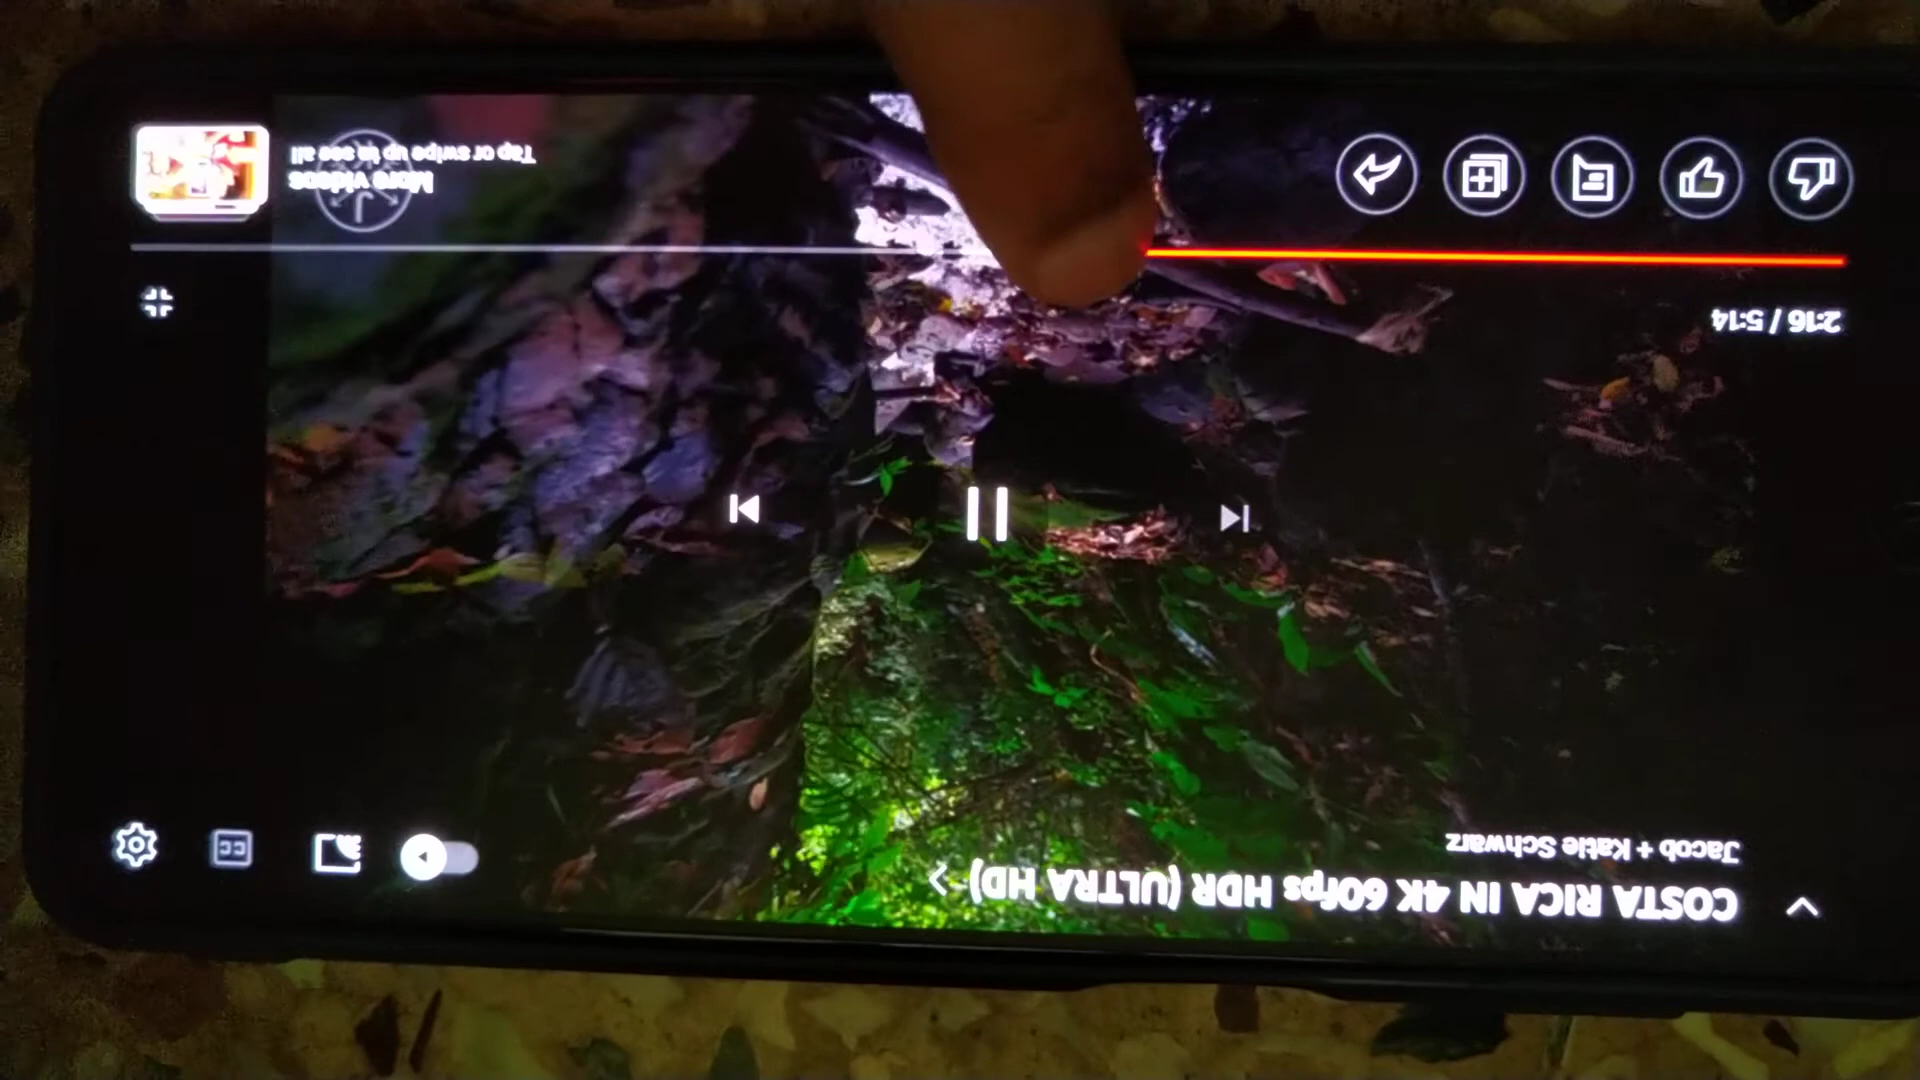 COSTA RICA IN 4K 60fps HDR (ULTRA HD)
Jacob + Katie Schwarz
CC
2:16 / 5:14
More videos
Tap or swipe up to see all